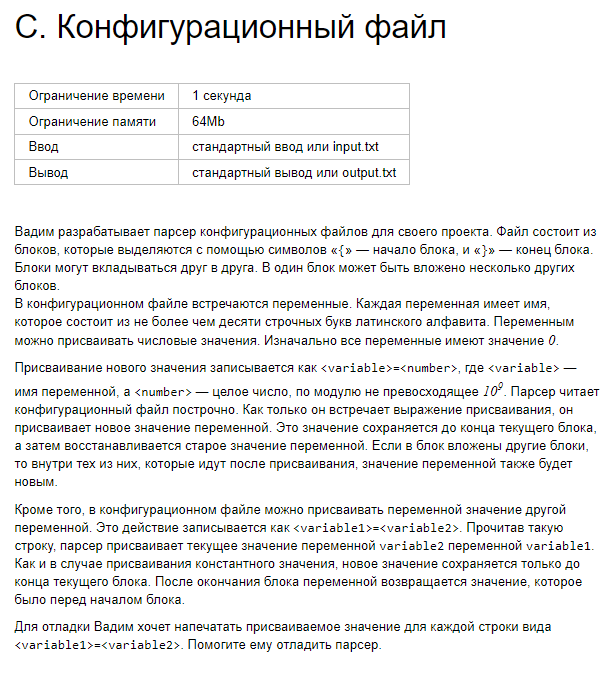 C. Конфигурационный файл
Ограничение времени 1 секунда
Ограничение памяти 64Mb
Ввод стандартный ввод или input.txt
Вывод стандартный вывод или output.txt
Вадим разрабатывает парсер конфигурационных файлов для своего проекта. Файл состоит из
блоков, которые выделяются с помощью символов «{» — начало блока, и «}» — конец блока.
Блоки могут вкладываться друг в друга. В один блок может быть вложено несколько других
блоков.
В конфигурационном файле встречаются переменные. Каждая переменная имеет имя,
которое состоит из не более чем десяти строчных букв латинского алфавита. Переменным
можно присваивать числовые значения. Изначально все переменные имеют значение 0.
Присваивание нового значения записывается как <variable>=<number>, где <variable> —
имя переменной, а <number> — целое число, по модулю не превосходящее 10⁹. Парсер читает
конфигурационный файл построчно. Как только он встречает выражение присваивания, он
присваивает новое значение переменной. Это значение сохраняется до конца текущего блока,
а затем восстанавливается старое значение переменной. Если в блок вложены другие блоки,
то внутри тех из них, которые идут после присваивания, значение переменной также будет
новым.
Кроме того, в конфигурационном файле можно присваивать переменной значение другой
переменной. Это действие записывается как <variable1>=<variable2>. Прочитав такую
строку, парсер присваивает текущее значение переменной variable2 переменной variable1.
Как и в случае присваивания константного значения, новое значение сохраняется только до
конца текущего блока. После окончания блока переменной возвращается значение, которое
было перед началом блока.
Для отладки Вадим хочет напечатать присваиваемое значение для каждой строки вида
<variable1>=<variable2>. Помогите ему отладить парсер.